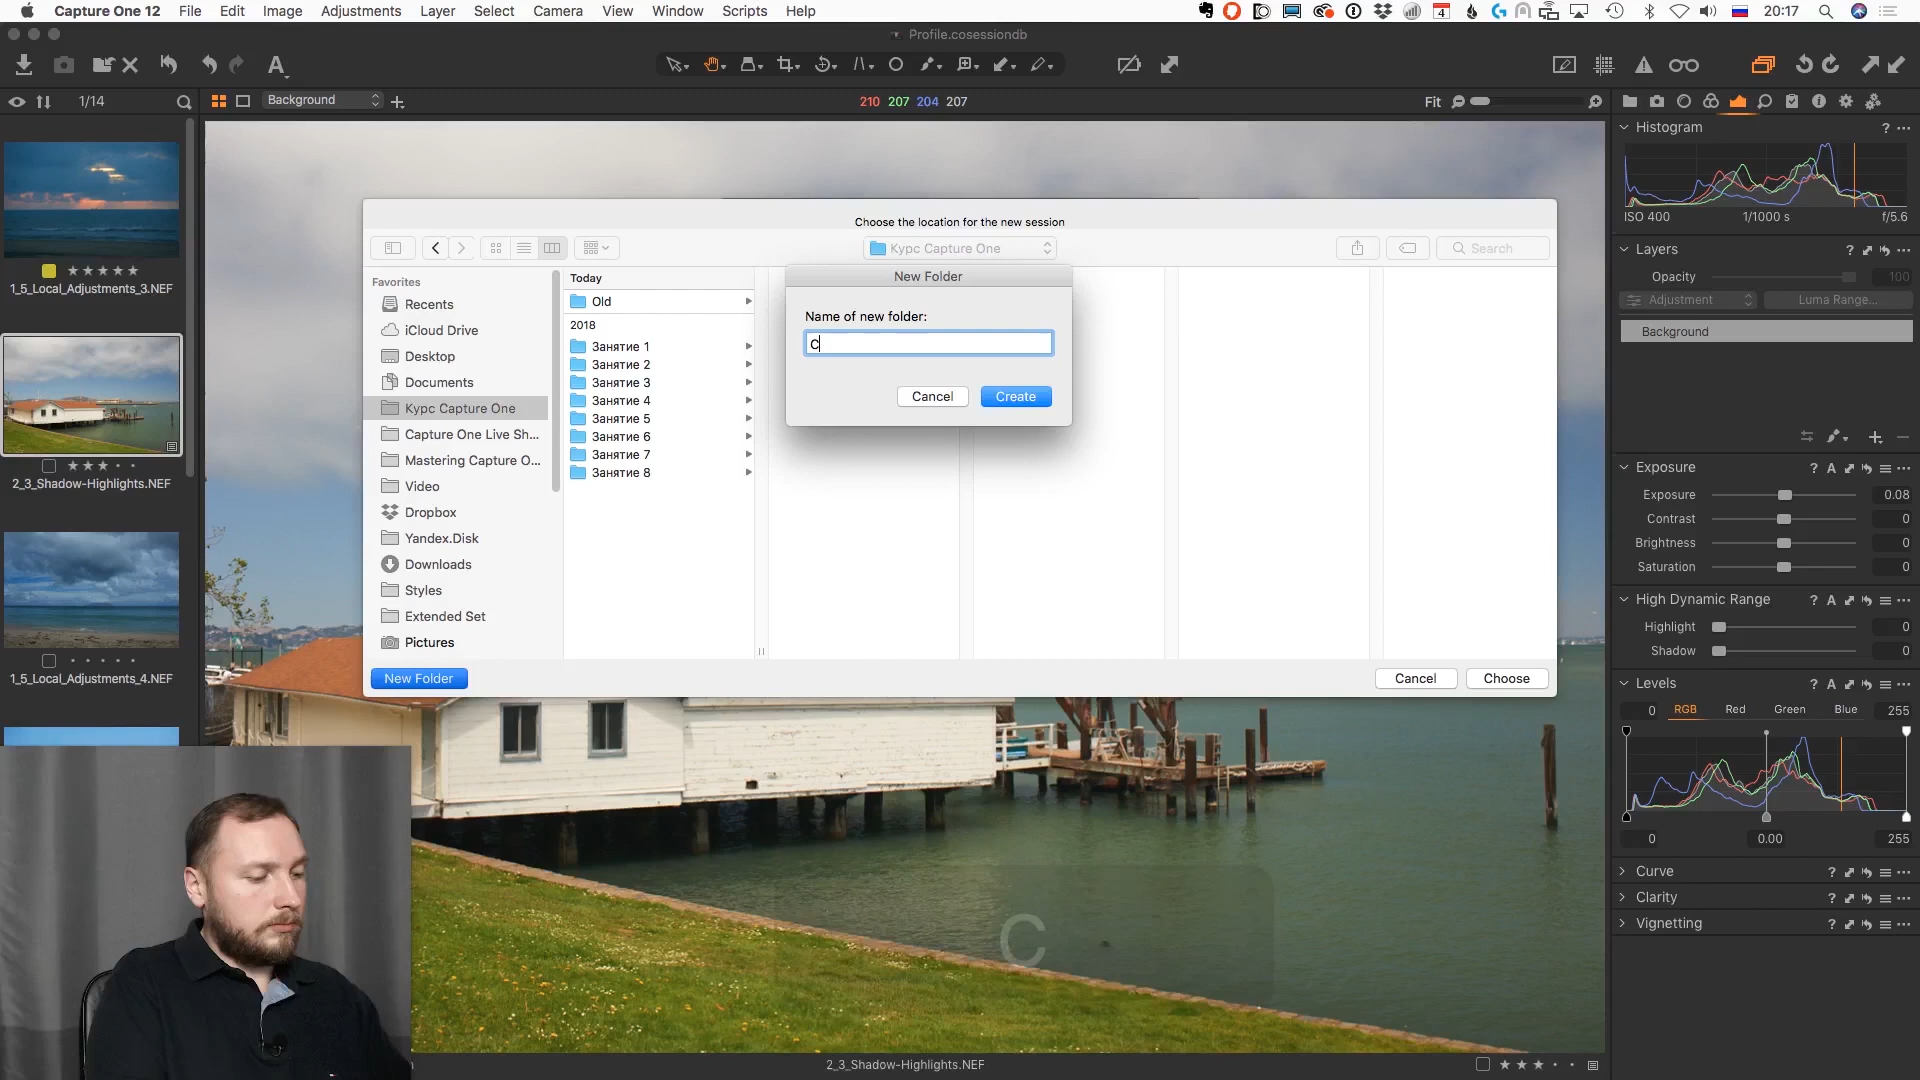 Capture One 12 File Edit Image Adjustments Layer Select Camera View Window Scripts Help 4 20:17
Profile.cosessiondb
A
1/14 Background 210 207 204 207 Fit
1_5_Local_Adjustments_3.NEF
2_3_Shadow-Highlights.NEF
1_5_Local_Adjustments_4.NEF
Choose the location for the new session
Курс Capture One Search
Favorites
Recents
iCloud Drive
Desktop
Documents
Курс Capture One
Capture One Live Sh...
Mastering Capture O...
Video
Dropbox
Yandex.Disk
Downloads
Styles
Extended Set
Pictures
Today
Old
2018
Занятие 1
Занятие 2
Занятие 3
Занятие 4
Занятие 5
Занятие 6
Занятие 7
Занятие 8
New Folder
Name of new folder:
C
Cancel Create
New Folder Cancel Choose
C
2_3_Shadow-Highlights.NEF
Histogram ?
ISO 400 1/1000 s f/5.6
Layers ?
Opacity 100
Adjustment Luma Range...
Background
Exposure ? A
Exposure 0.08
Contrast 0
Brightness 0
Saturation 0
High Dynamic Range ? A
Highlight 0
Shadow 0
Levels ? A
0 RGB Red Green Blue 255
0 0.00 255
Curve ?
Clarity ?
Vignetting ?